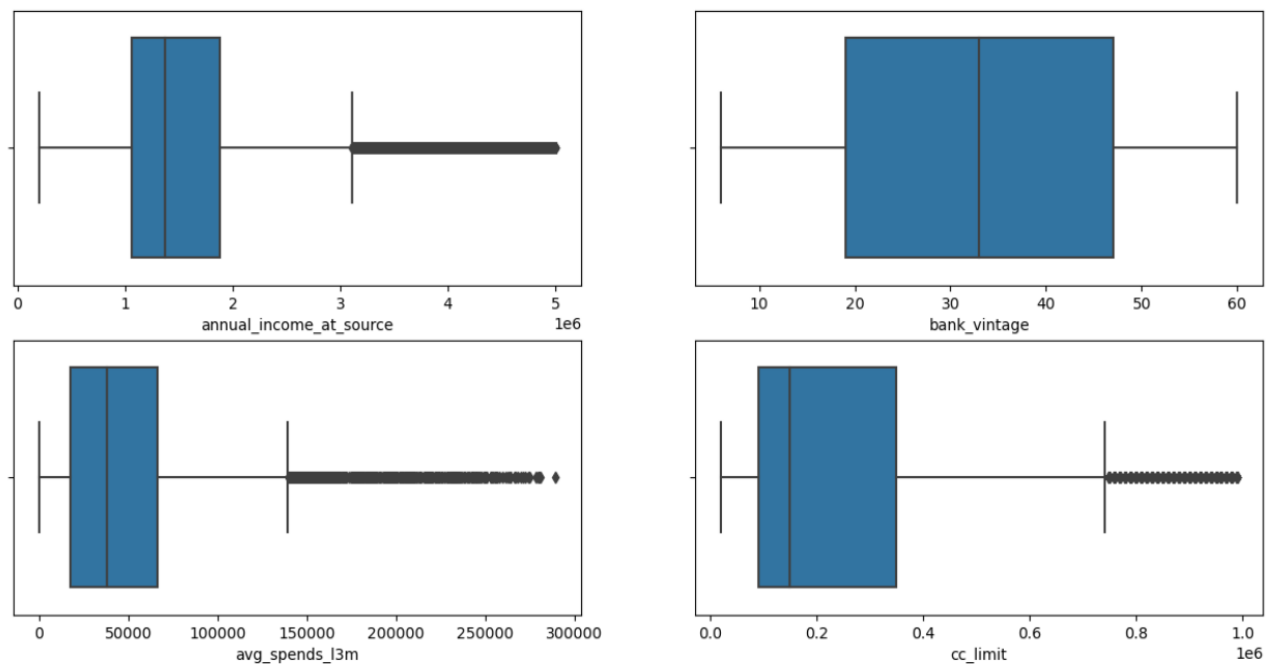 0 1 2 3 4 5
annual_income_at_source 1e6
10 20 30 40 50 60
bank_vintage
0 50000 100000 150000 200000 250000 300000
avg_spends_l3m
0.0 0.2 0.4 0.6 0.8 1.0
cc_limit 1e6